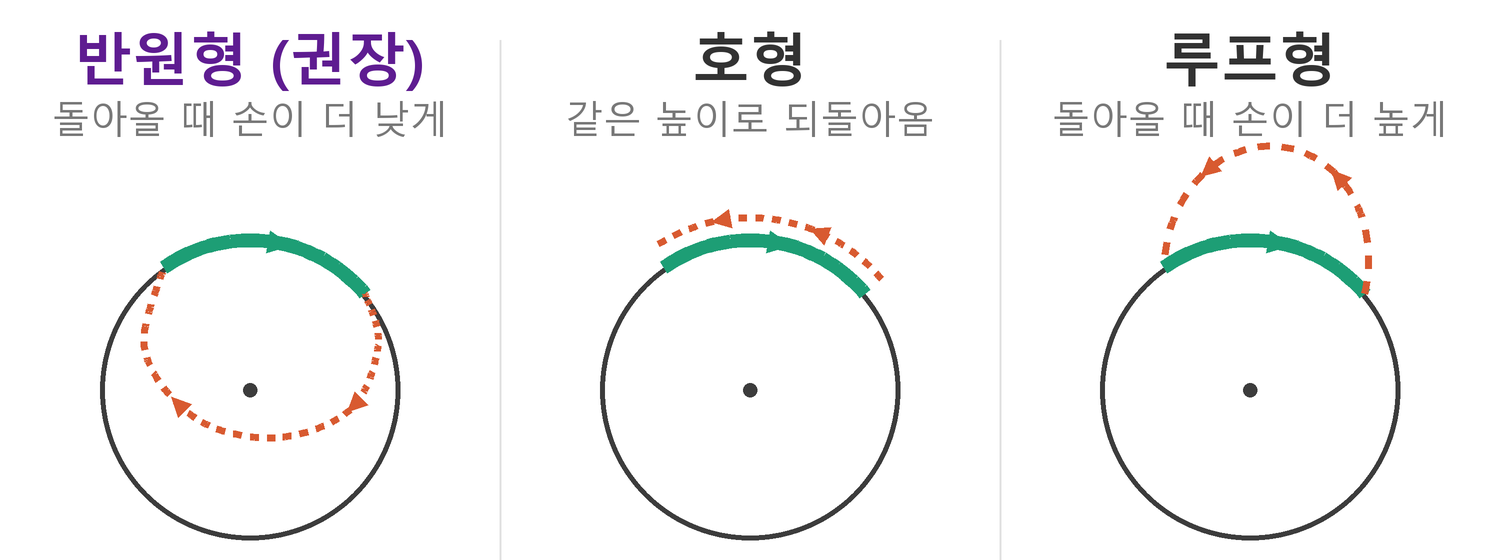 반원형 (권장)
돌아올 때 손이 더 낮게
호형
같은 높이로 되돌아옴
루프형
돌아올 때 손이 더 높게